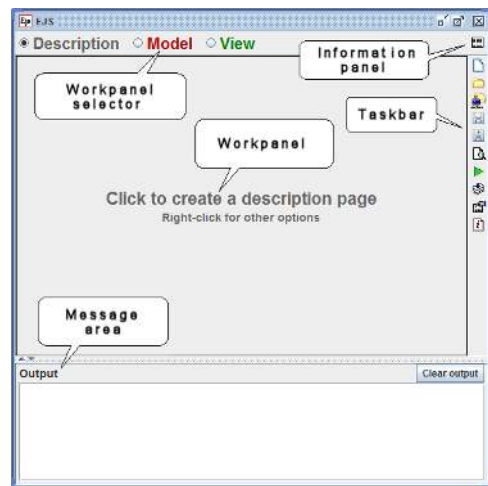 EJS
Description Model View
Information
panel
Workpanel
selector
Taskbar
Workpanel
Click to create a description page
Right-click for other options
Message
area
Output Clear output